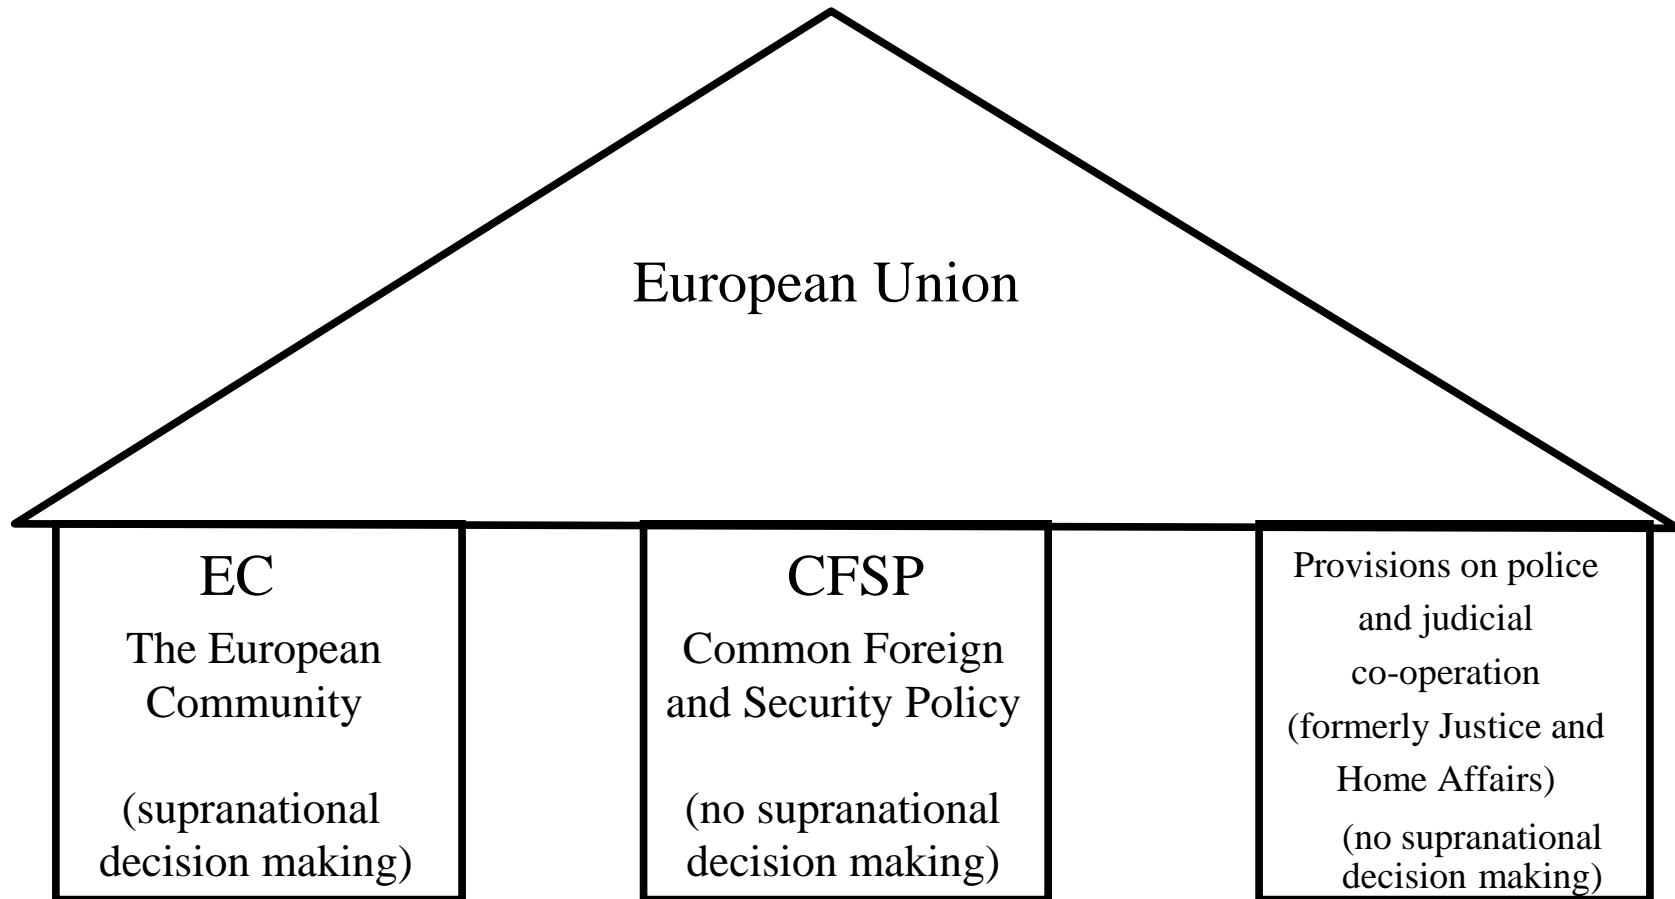 European Union
EC
The European
Community
(supranational
decision making)
CFSP
Common Foreign
and Security Policy
(no supranational
decision making)
Provisions on police
and judicial
co-operation
(formerly Justice and
Home Affairs)
(no supranational
decision making)